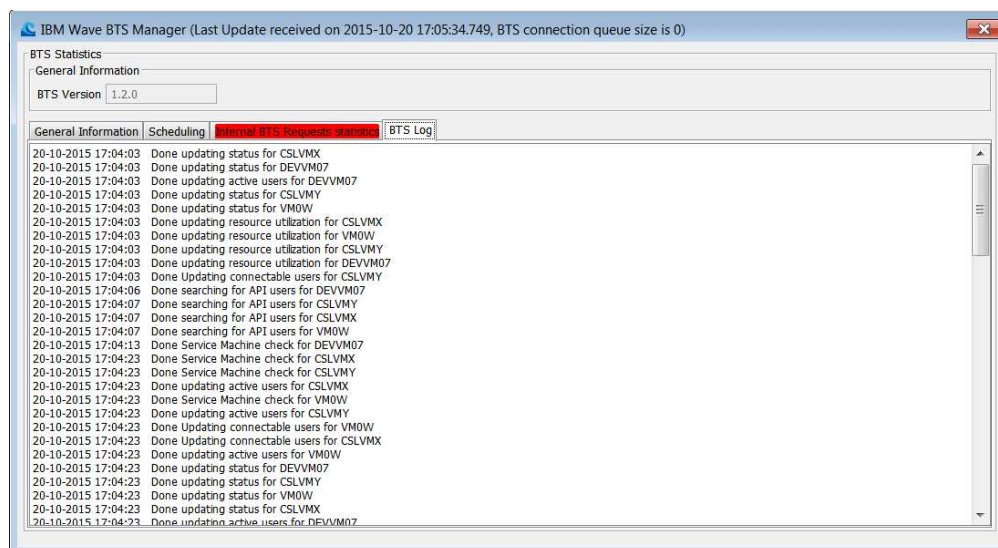 IBM Wave BTS Manager (Last Update received on 2015-10-20 17:05:34.749, BTS connection queue size is 0)
BTS Statistics
General Information
BTS Version 1.2.0
General Information Scheduling Internal BTS Requests statistics BTS Log
20-10-2015 17:04:03 Done updating status for CSLVMX
20-10-2015 17:04:03 Done updating status for DEVVM07
20-10-2015 17:04:03 Done updating active users for DEVVM07
20-10-2015 17:04:03 Done updating status for CSLVMY
20-10-2015 17:04:03 Done updating status for VM0W
20-10-2015 17:04:03 Done updating resource utilization for CSLVMX
20-10-2015 17:04:03 Done updating resource utilization for VM0W
20-10-2015 17:04:03 Done updating resource utilization for CSLVMY
20-10-2015 17:04:03 Done updating resource utilization for DEVVM07
20-10-2015 17:04:03 Done Updating connectable users for CSLVMY
20-10-2015 17:04:06 Done searching for API users for DEVVM07
20-10-2015 17:04:07 Done searching for API users for CSLVMY
20-10-2015 17:04:07 Done searching for API users for CSLVMX
20-10-2015 17:04:07 Done searching for API users for VM0W
20-10-2015 17:04:13 Done Service Machine check for DEVVM07
20-10-2015 17:04:23 Done Service Machine check for CSLVMX
20-10-2015 17:04:23 Done Service Machine check for CSLVMY
20-10-2015 17:04:23 Done updating active users for CSLVMX
20-10-2015 17:04:23 Done Service Machine check for VM0W
20-10-2015 17:04:23 Done updating active users for CSLVMY
20-10-2015 17:04:23 Done Updating connectable users for VM0W
20-10-2015 17:04:23 Done Updating connectable users for CSLVMX
20-10-2015 17:04:23 Done updating active users for VM0W
20-10-2015 17:04:23 Done updating status for DEVVM07
20-10-2015 17:04:23 Done updating status for CSLVMY
20-10-2015 17:04:23 Done updating status for VM0W
20-10-2015 17:04:23 Done updating status for CSLVMX
20-10-2015 17:04:23 Done updating active users for DEVVM07